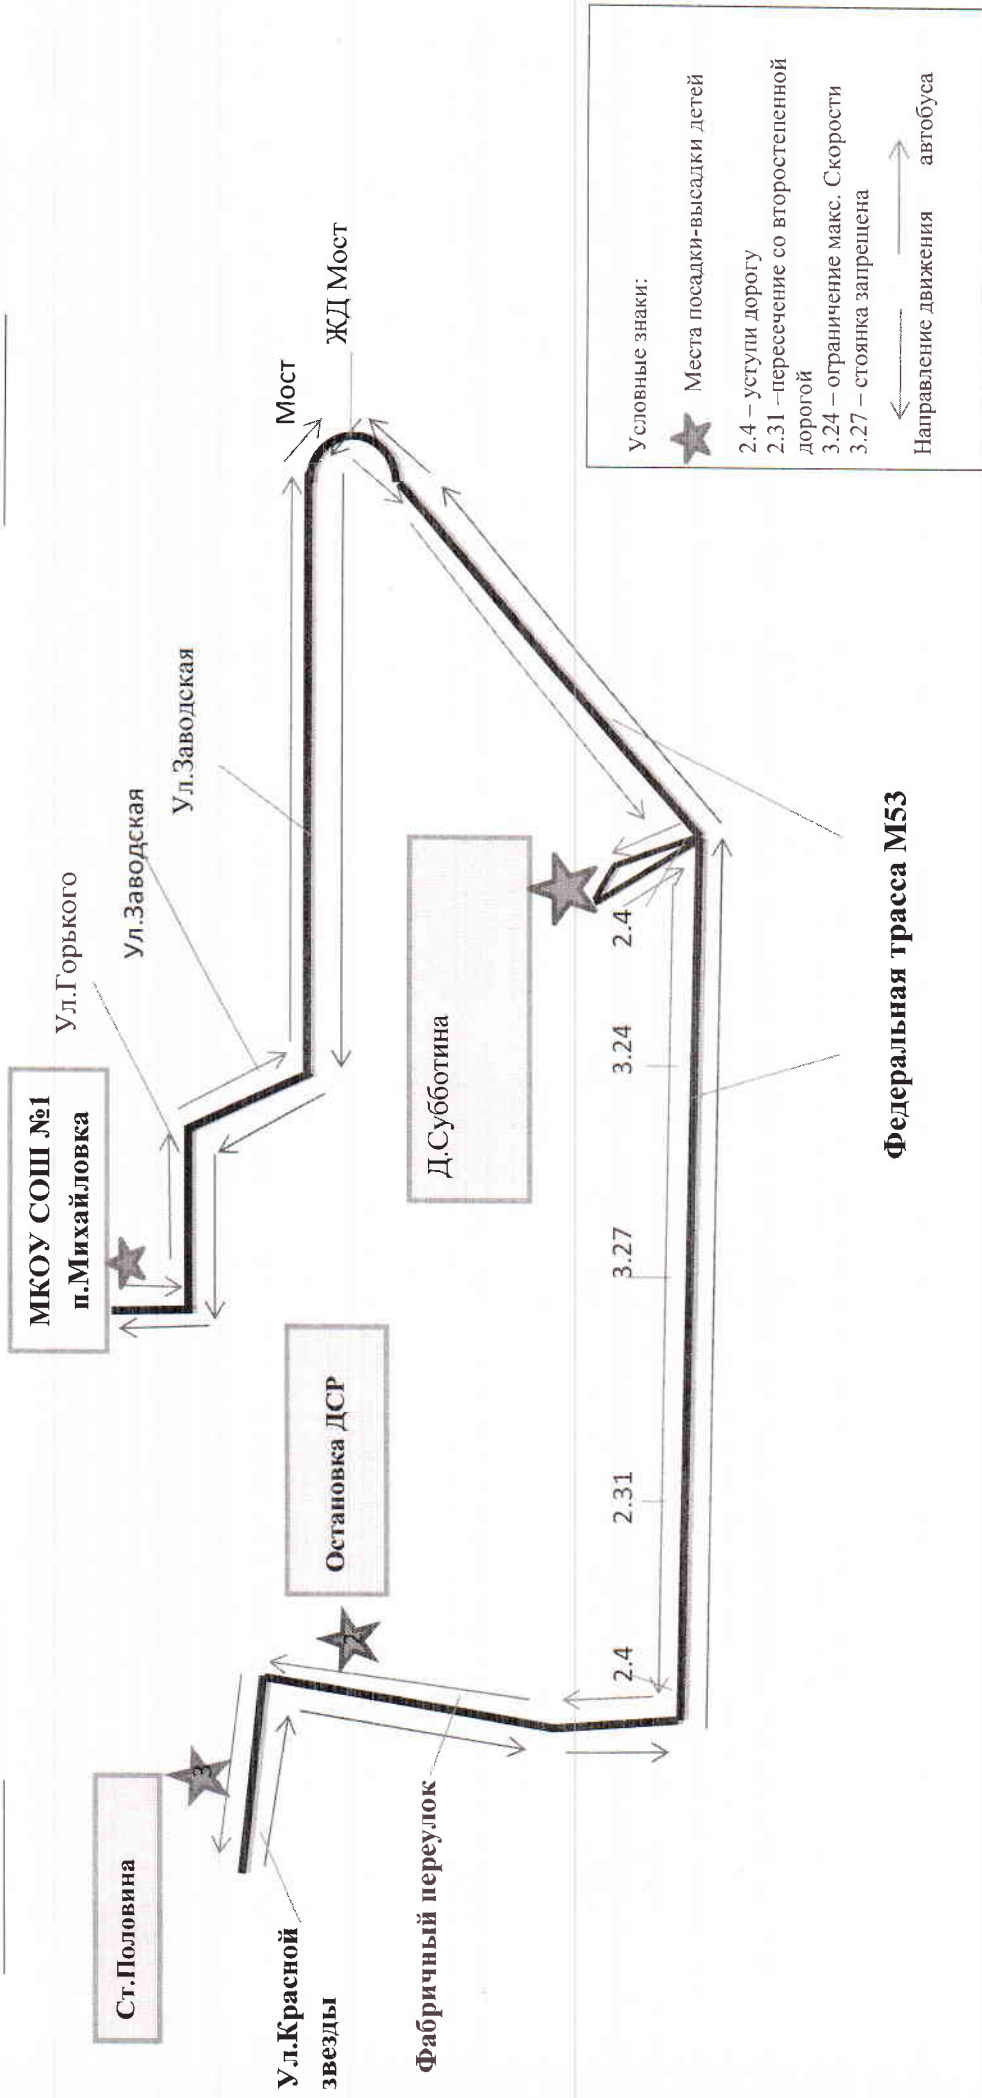 МКОУ СОШ №1
п.Михайловка
Ул.Горького
Ул.Заводская
Ул.Заводская
Мост
ЖД Мост
Ст.Половина
3
Ул.Красной
звезды
Остановка ДСР
2
Фабричный переулок
Д.Субботина
2.4
2.31
3.27
3.24
2.4
Федеральная трасса М53
Условные знаки:
Места посадки-высадки детей
2.4 – уступи дорогу
2.31 –пересечение со второстепенной
дорогой
3.24 – ограничение макс. Скорости
3.27 – стоянка запрещена
Направление движения автобуса